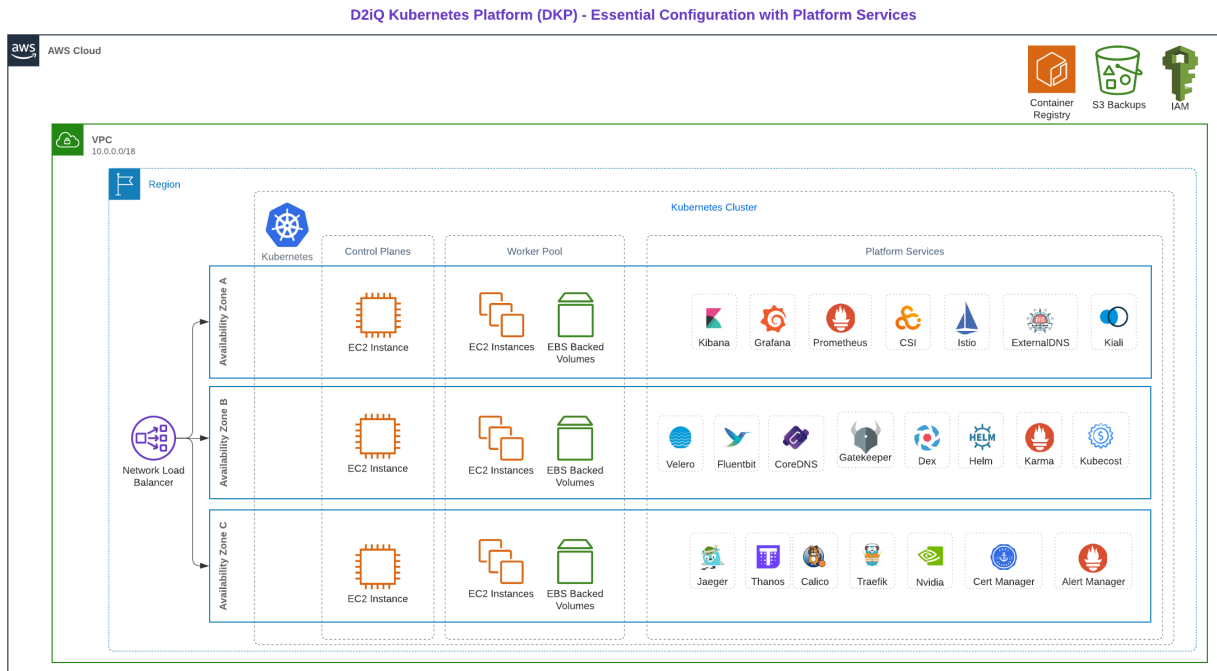 D2iQ Kubernetes Platform (DKP) - Essential Configuration with Platform Services
aws
AWS Cloud
Container
Registry
S3 Backups
IAM
VPC
10.0.0.0/18
Region
Kubernetes Cluster
Kubernetes
Control Planes
Worker Pool
Platform Services
Availability Zone A
EC2 Instance
EC2 Instances
EBS Backed
Volumes
Kibana
Grafana
Prometheus
CSI
Istio
ExternalDNS
Kiali
Network Load
Balancer
Availability Zone B
EC2 Instance
EC2 Instances
EBS Backed
Volumes
Velero
Fluentbit
CoreDNS
Gatekeeper
Dex
HELM
Helm
Karma
Kubecost
Availability Zone C
EC2 Instance
EC2 Instances
EBS Backed
Volumes
Jaeger
Thanos
Calico
Traefik
Nvidia
Cert Manager
Alert Manager